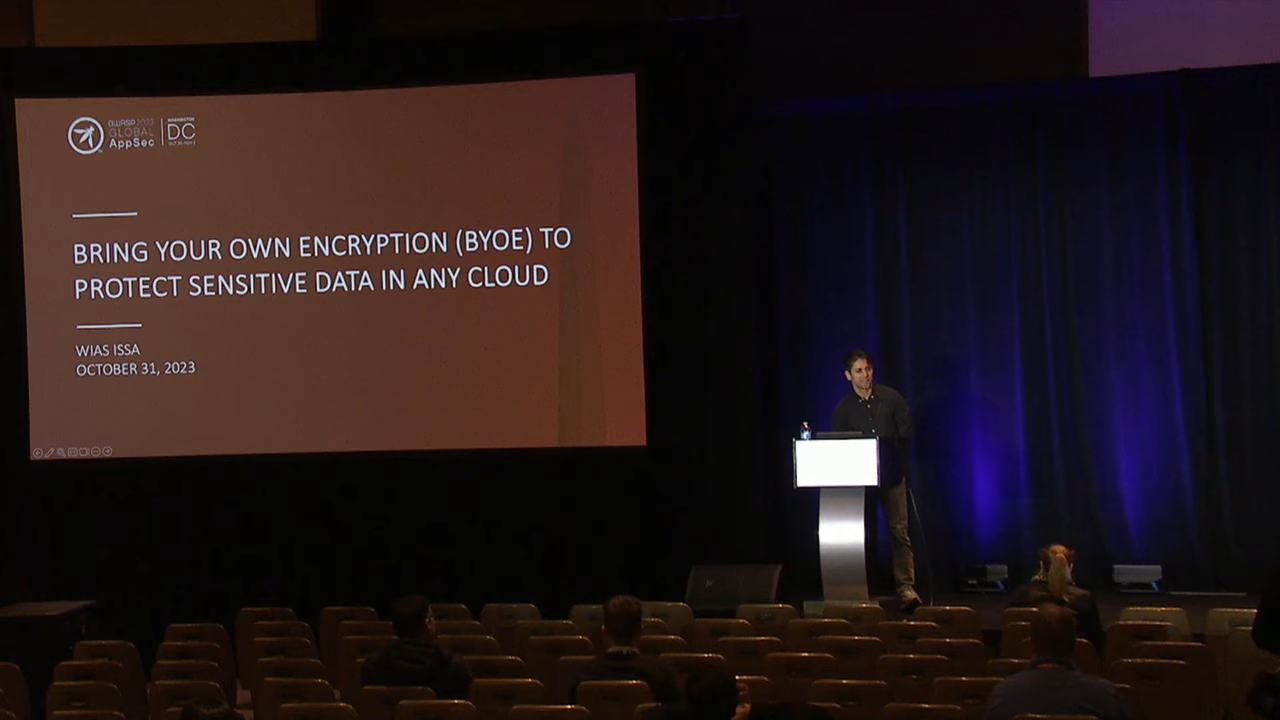 OWASP 2023
GLOBAL
AppSec
WASHINGTON
DC
BRING YOUR OWN ENCRYPTION (BYOE) TO
PROTECT SENSITIVE DATA IN ANY CLOUD
WIAS ISSA
OCTOBER 31, 2023